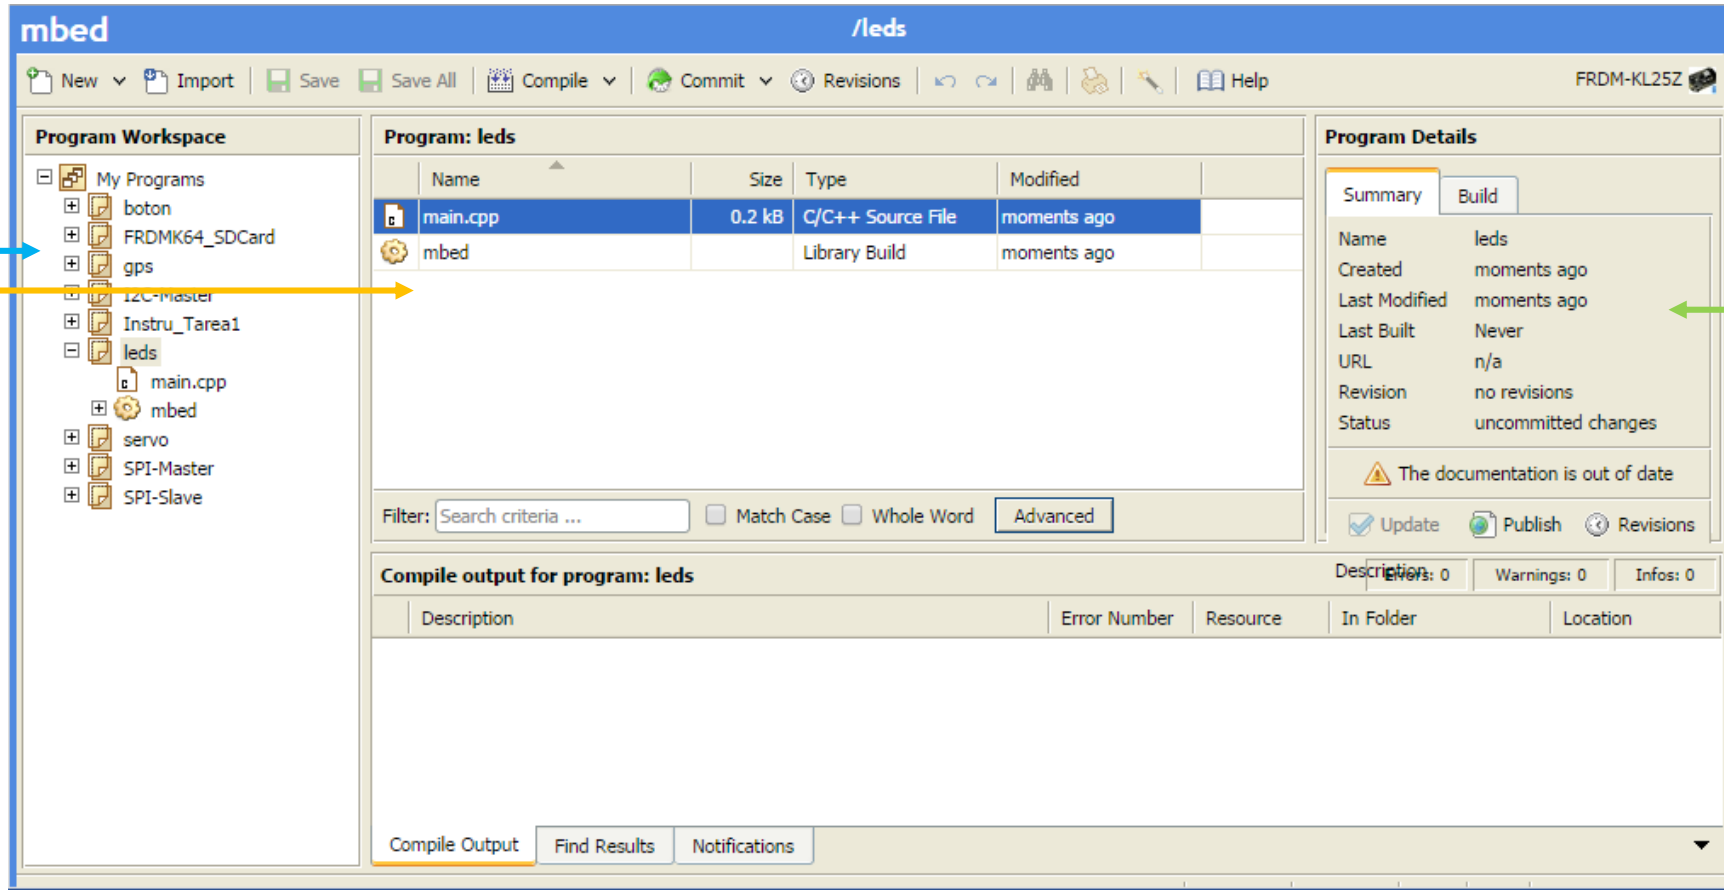 mbed
/leds
New Import Save Save All Compile Commit Revisions Help FRDM-KL25Z
Program Workspace
My Programs
boton
FRDMK64_SDCard
gps
I2C-Master
Instru_Tarea1
leds
main.cpp
mbed
servo
SPI-Master
SPI-Slave
Program: leds
Name Size Type Modified
main.cpp 0.2 kB C/C++ Source File moments ago
mbed Library Build moments ago
Filter: Search criteria ... Match Case Whole Word Advanced
Program Details
Summary Build
Name leds
Created moments ago
Last Modified moments ago
Last Built Never
URL n/a
Revision no revisions
Status uncommitted changes
The documentation is out of date
Update Publish Revisions
Description
Compile output for program: leds Errors: 0 Warnings: 0 Infos: 0
Description Error Number Resource In Folder Location
Compile Output Find Results Notifications